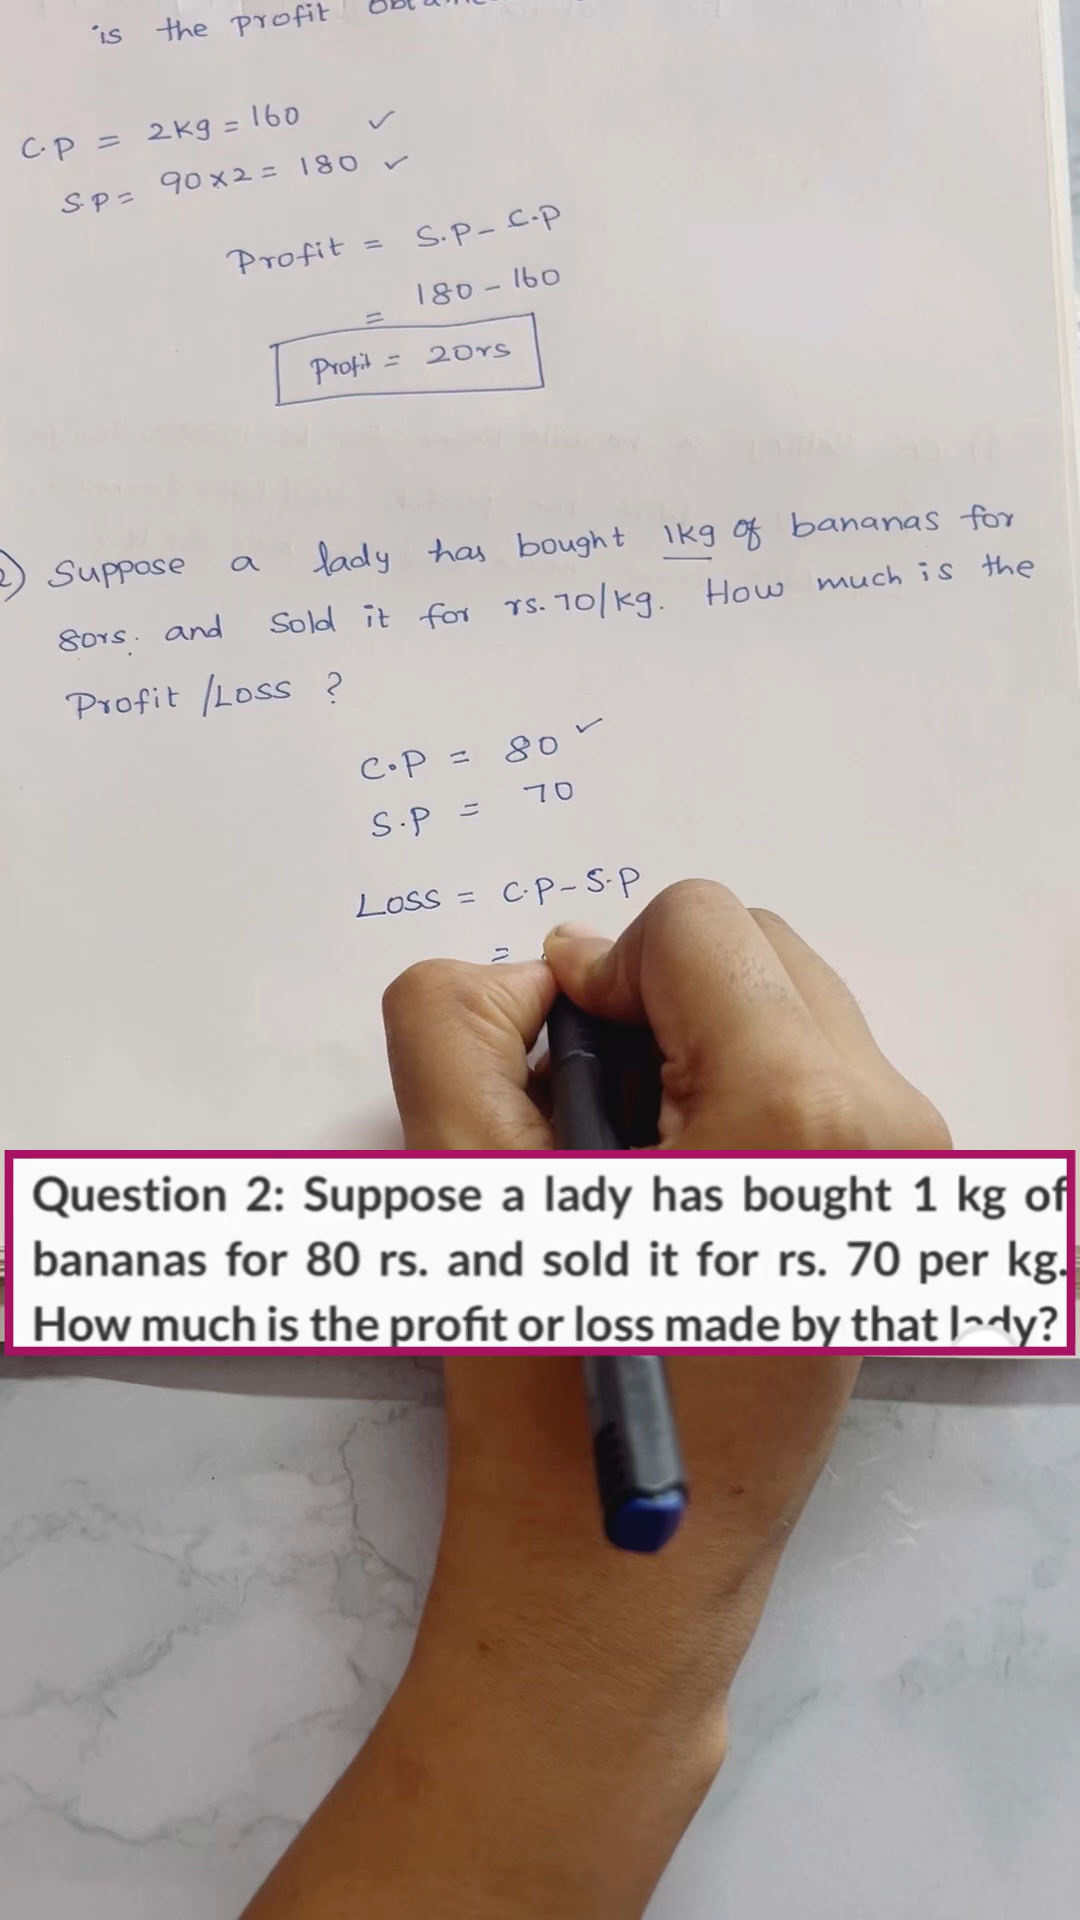 is the profit
C.P = 2kg = 160 ✓
S.P = 90×2 = 180 ✓
Profit = S.P - C.P
= 180 - 160
Profit = 20rs
2) Suppose a lady has bought 1kg of bananas for
80rs. and sold it for rs.70/kg. How much is the
Profit /Loss ?
C.P = 80 ✓
S.P = 70
Loss = C.P - S.P
=
Question 2: Suppose a lady has bought 1 kg of
bananas for 80 rs. and sold it for rs. 70 per kg.
How much is the profit or loss made by that lady?